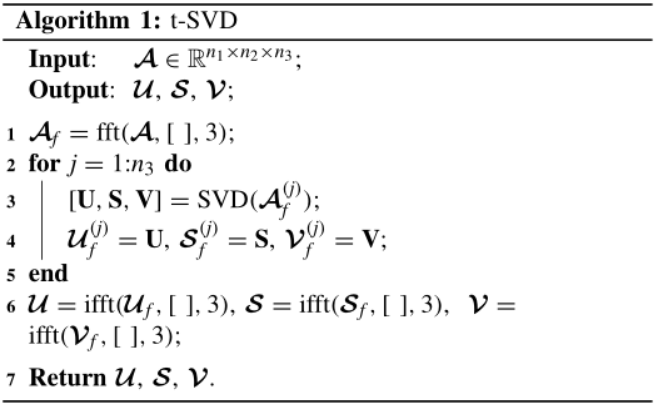 Algorithm 1: t-SVD
Input: 𝓐 ∈ ℝ^{n₁×n₂×n₃};
Output: 𝓤, 𝓢, 𝓥;
1 𝓐_f = fft(𝓐, [ ], 3);
2 for j = 1:n₃ do
3 [U, S, V] = SVD(𝓐_f^{(j)});
4 𝓤_f^{(j)} = U, 𝓢_f^{(j)} = S, 𝓥_f^{(j)} = V;
5 end
6 𝓤 = ifft(𝓤_f, [ ], 3), 𝓢 = ifft(𝓢_f, [ ], 3), 𝓥 =
ifft(𝓥_f, [ ], 3);
7 Return 𝓤, 𝓢, 𝓥.